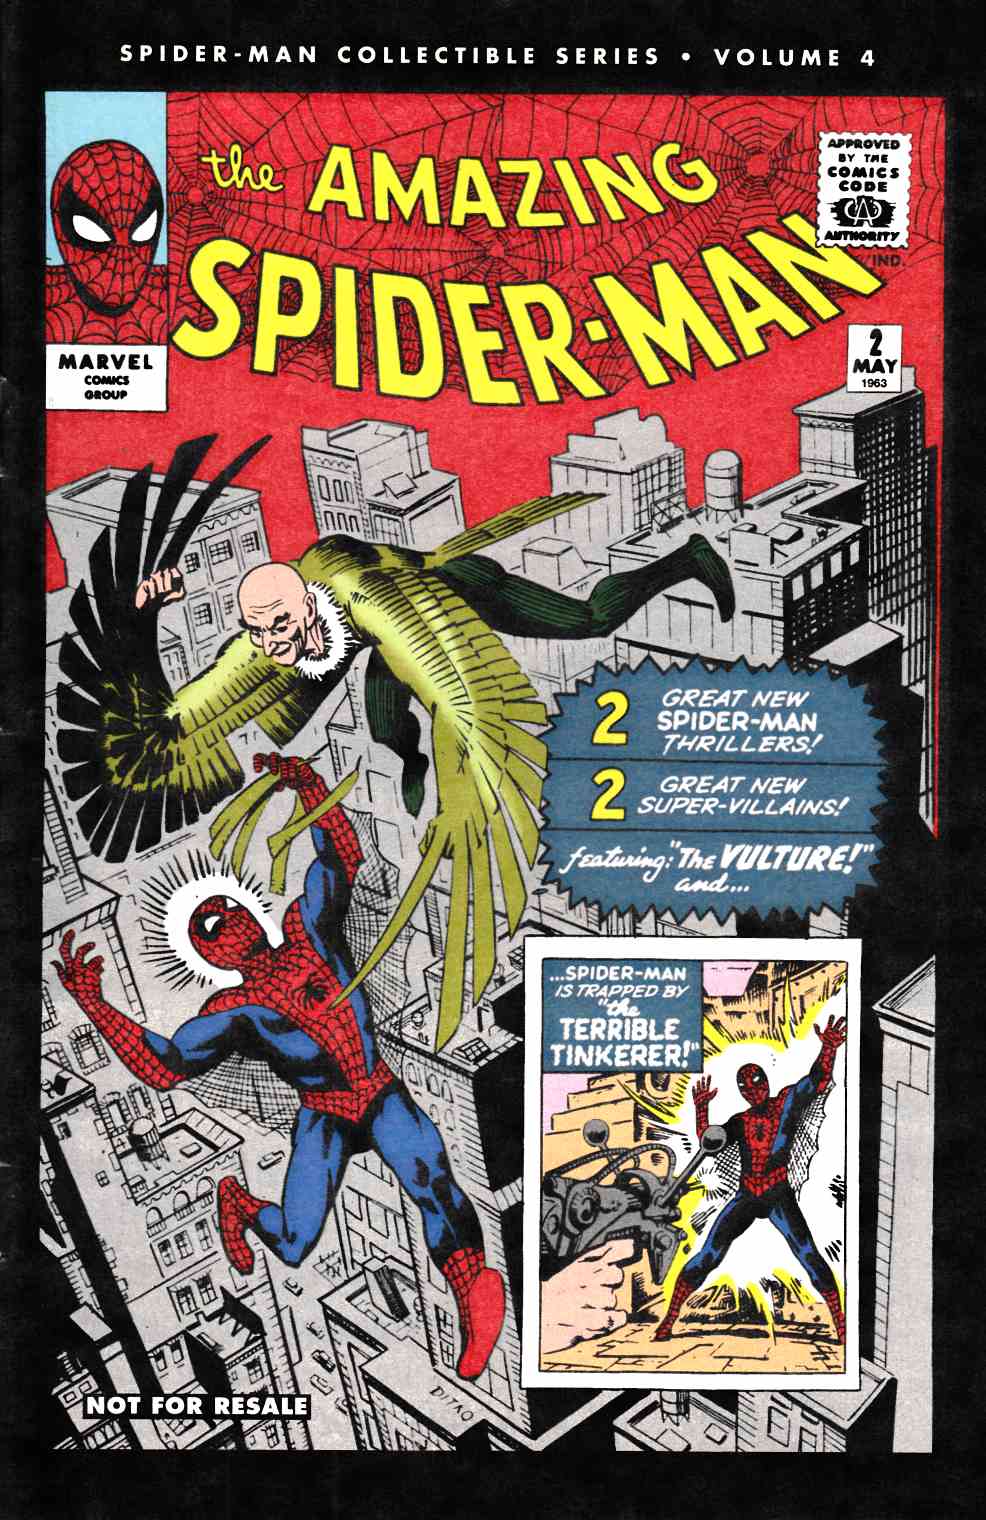 SPIDER-MAN COLLECTIBLE SERIES • VOLUME 4
the AMAZING
SPIDER-MAN
APPROVED
BY THE
COMICS
CODE
CA
AUTHORITY
IND.
MARVEL
COMICS
GROUP
2
MAY
1963
2 GREAT NEW
SPIDER-MAN
THRILLERS!
2 GREAT NEW
SUPER-VILLAINS!
featuring: "The VULTURE!"
and...
...SPIDER-MAN
IS TRAPPED BY
"the
TERRIBLE
TINKERER!"
DITKO
NOT FOR RESALE